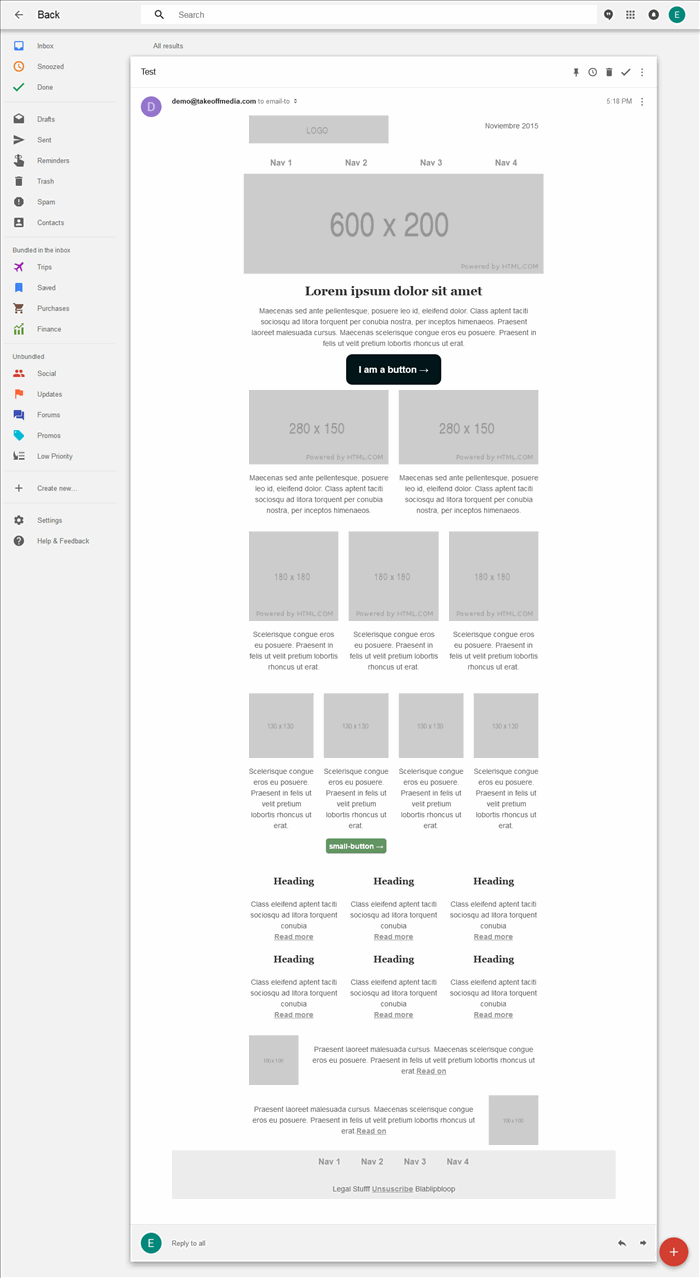 Back
Search
E
All results
Inbox
Snoozed
Done
Drafts
Sent
Reminders
Trash
Spam
Contacts
Bundled in the inbox
Trips
Saved
Purchases
Finance
Unbundled
Social
Updates
Forums
Promos
Low Priority
Create new...
Settings
Help & Feedback
Test
D
demo@takeoffmedia.com to email-to
5:18 PM
LOGO
Noviembre 2015
Nav 1 Nav 2 Nav 3 Nav 4
600 x 200
Powered by HTML.COM
Lorem ipsum dolor sit amet
Maecenas sed ante pellentesque, posuere leo id, eleifend dolor. Class aptent taciti
sociosqu ad litora torquent per conubia nostra, per inceptos himenaeos. Praesent
laoreet malesuada cursus. Maecenas scelerisque congue eros eu posuere. Praesent in
felis ut velit pretium lobortis rhoncus ut erat.
I am a button →
280 x 150
Powered by HTML.COM
280 x 150
Powered by HTML.COM
Maecenas sed ante pellentesque, posuere
leo id, eleifend dolor. Class aptent taciti
sociosqu ad litora torquent per conubia
nostra, per inceptos himenaeos.
Maecenas sed ante pellentesque, posuere
leo id, eleifend dolor. Class aptent taciti
sociosqu ad litora torquent per conubia
nostra, per inceptos himenaeos.
180 x 180
Powered by HTML.COM
180 x 180
Powered by HTML.COM
180 x 180
Powered by HTML.COM
Scelerisque congue eros
eu posuere. Praesent in
felis ut velit pretium lobortis
rhoncus ut erat.
Scelerisque congue eros
eu posuere. Praesent in
felis ut velit pretium lobortis
rhoncus ut erat.
Scelerisque congue eros
eu posuere. Praesent in
felis ut velit pretium lobortis
rhoncus ut erat.
130 x 130
130 x 130
130 x 130
130 x 130
Scelerisque congue
eros eu posuere.
Praesent in felis ut
velit pretium
lobortis rhoncus ut
erat.
Scelerisque congue
eros eu posuere.
Praesent in felis ut
velit pretium
lobortis rhoncus ut
erat.
Scelerisque congue
eros eu posuere.
Praesent in felis ut
velit pretium
lobortis rhoncus ut
erat.
Scelerisque congue
eros eu posuere.
Praesent in felis ut
velit pretium
lobortis rhoncus ut
erat.
small-button →
Heading
Class eleifend aptent taciti
sociosqu ad litora torquent
conubia
Read more
Heading
Class eleifend aptent taciti
sociosqu ad litora torquent
conubia
Read more
Heading
Class eleifend aptent taciti
sociosqu ad litora torquent
conubia
Read more
Heading
Class eleifend aptent taciti
sociosqu ad litora torquent
conubia
Read more
Heading
Class eleifend aptent taciti
sociosqu ad litora torquent
conubia
Read more
Heading
Class eleifend aptent taciti
sociosqu ad litora torquent
conubia
Read more
100 x 100
Praesent laoreet malesuada cursus. Maecenas scelerisque congue
eros eu posuere. Praesent in felis ut velit pretium lobortis rhoncus ut
erat.Read on
Praesent laoreet malesuada cursus. Maecenas scelerisque congue
eros eu posuere. Praesent in felis ut velit pretium lobortis rhoncus ut
erat.Read on
100 x 100
Nav 1 Nav 2 Nav 3 Nav 4
Legal Stufff Unsuscribe Blablipbloop
E
Reply to all